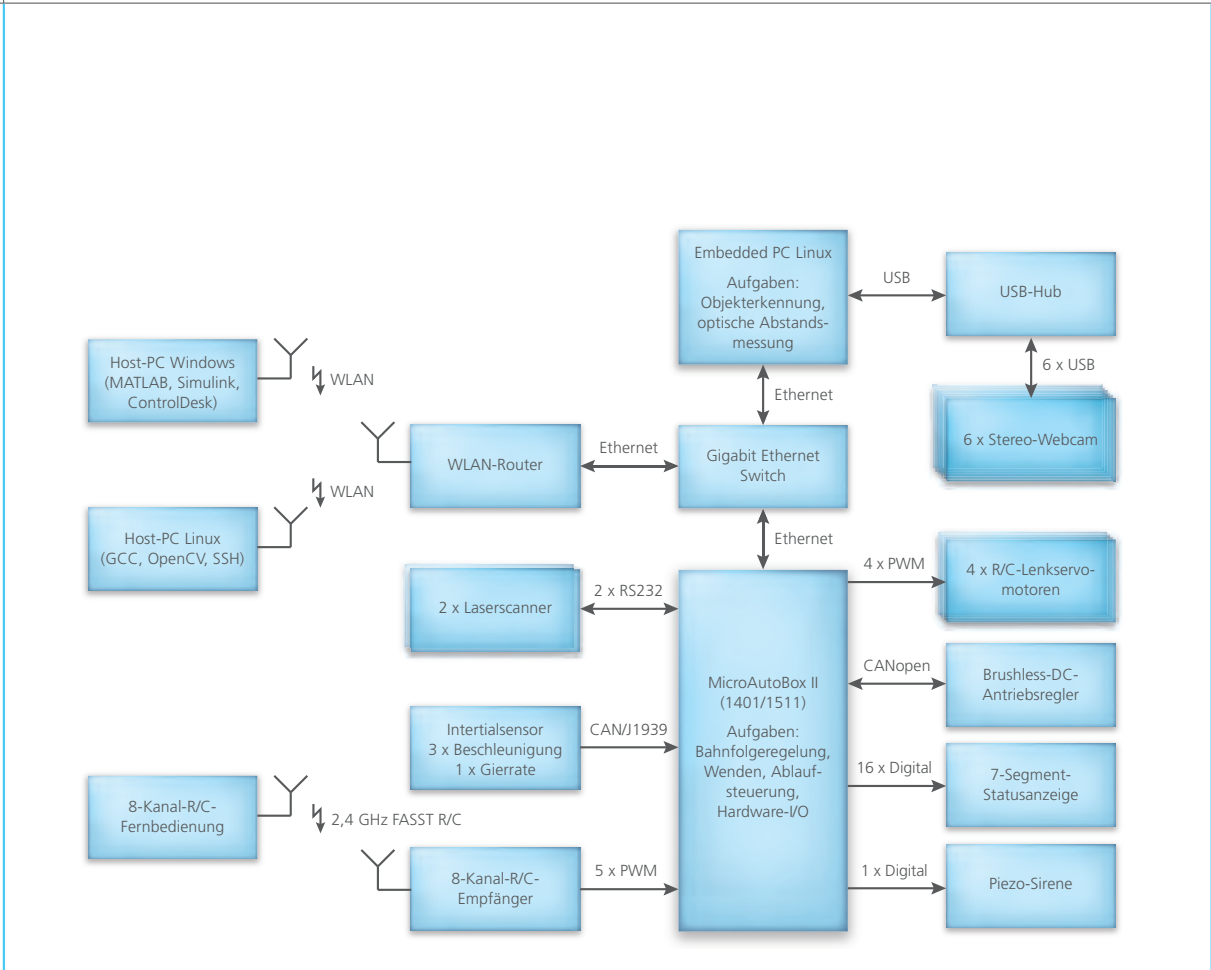 Embedded PC Linux
Aufgaben:
Objekterkennung,
optische Abstands-
messung
USB
USB-Hub
6 x USB
6 x Stereo-Webcam
Host-PC Windows
(MATLAB, Simulink,
ControlDesk)
WLAN
Ethernet
WLAN-Router
Ethernet
Gigabit Ethernet
Switch
WLAN
Host-PC Linux
(GCC, OpenCV, SSH)
Ethernet
2 x Laserscanner
2 x RS232
MicroAutoBox II
(1401/1511)
Aufgaben:
Bahnfolgeregelung,
Wenden, Ablauf-
steuerung,
Hardware-I/O
4 x PWM
4 x R/C-Lenkservo-
motoren
CANopen
Brushless-DC-
Antriebsregler
Intertialsensor
3 x Beschleunigung
1 x Gierrate
CAN/J1939
16 x Digital
7-Segment-
Statusanzeige
8-Kanal-R/C-
Fernbedienung
2,4 GHz FASST R/C
8-Kanal-R/C-
Empfänger
5 x PWM
1 x Digital
Piezo-Sirene